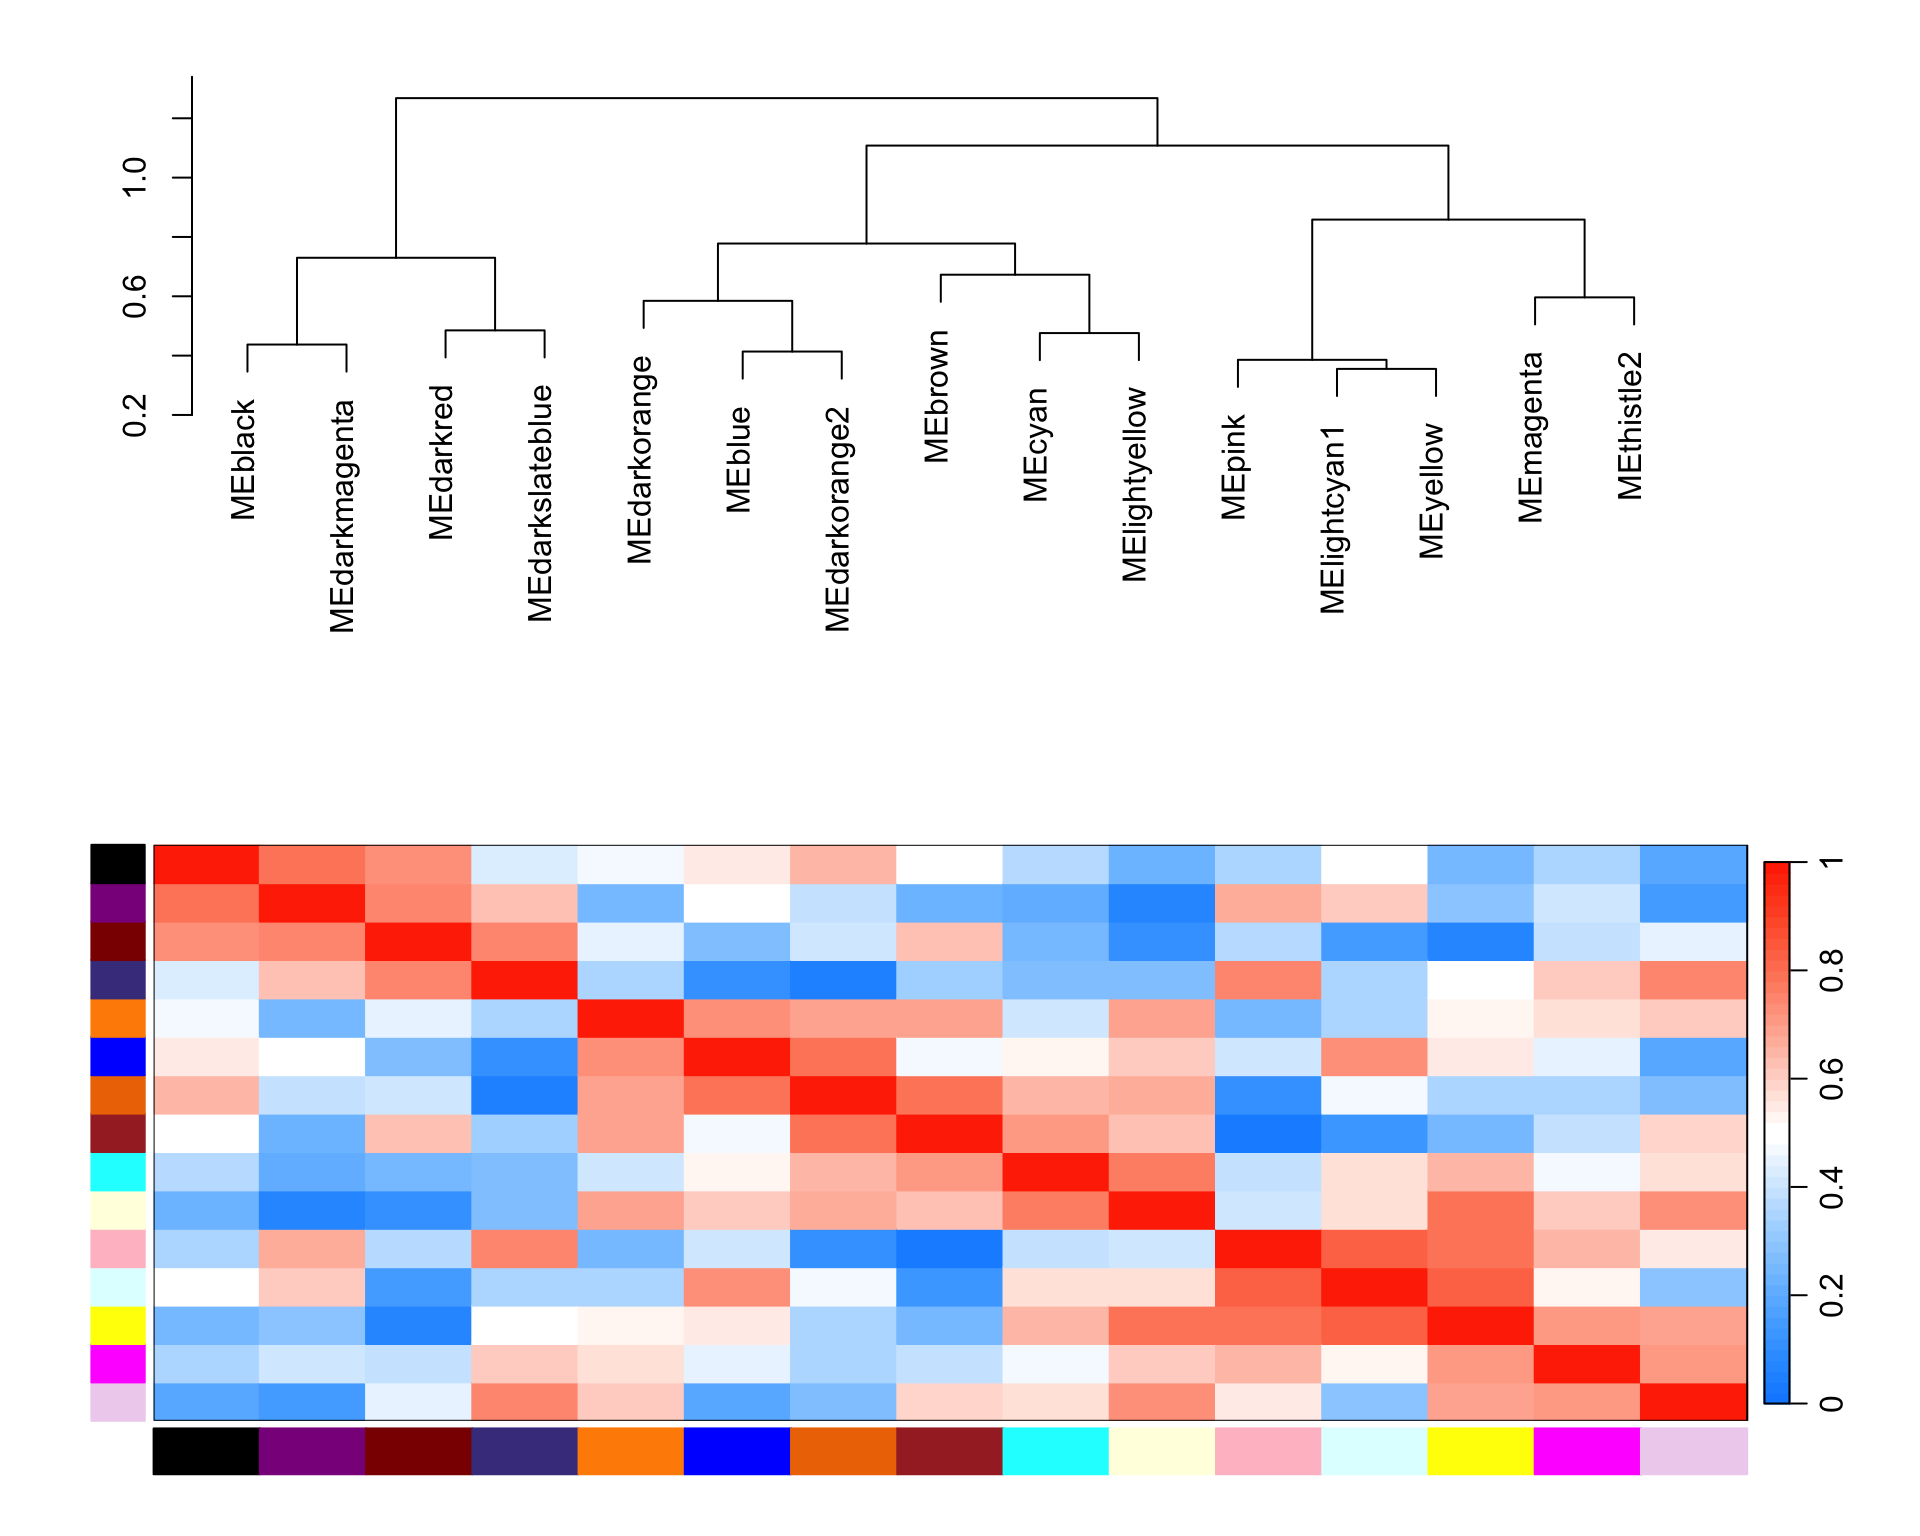 1.0
0.6
0.2
MEblack
MEdarkmagenta
MEdarkred
MEdarkslateblue
MEdarkorange
MEblue
MEdarkorange2
MEbrown
MEcyan
MElightyellow
MEpink
MElightcyan1
MEyellow
MEmagenta
MEthistle2
1
0.8
0.6
0.4
0.2
0